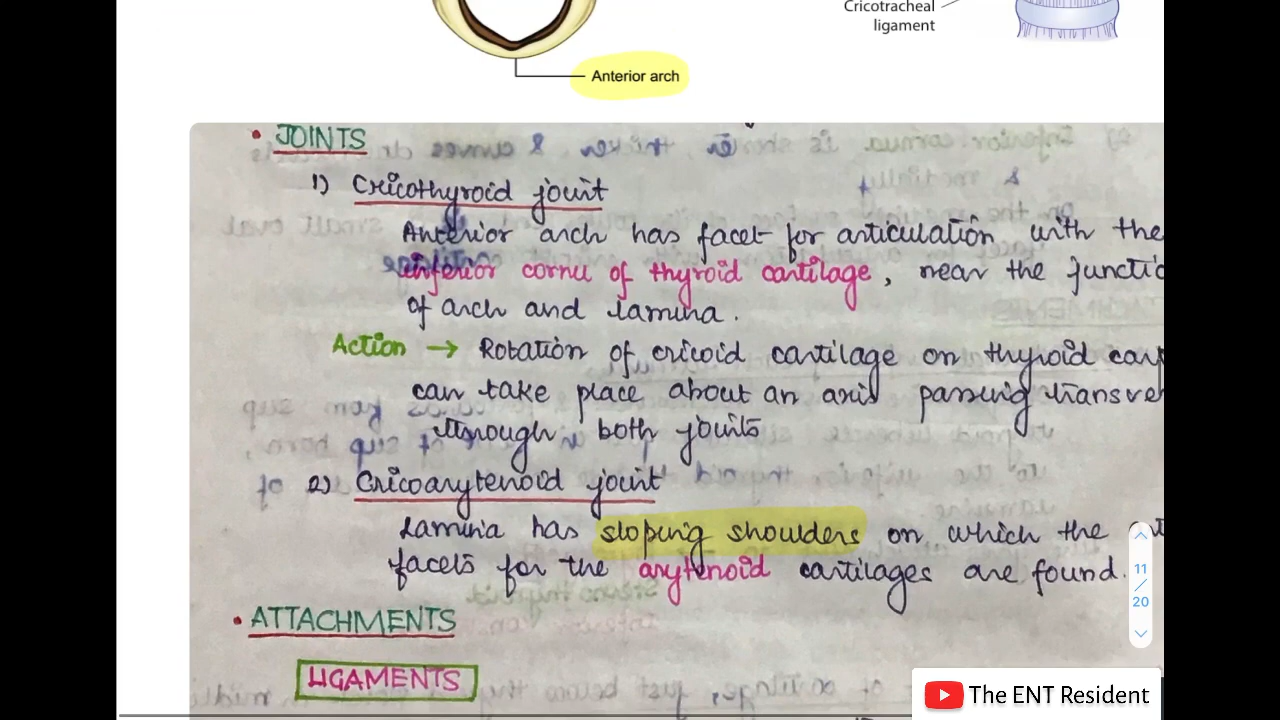 Cricotracheal
ligament
Anterior arch
• JOINTS
1) Cricothyroid joint
Anterior arch has facet for articulation with the
inferior cornu of thyroid cartilage, near the junctio
of arch and lamina.
Action → Rotation of cricoid cartilage on thyroid cart
can take place about an axis passing transver
through both joints
2) Cricoarytenoid joint
Lamina has sloping shoulders on which the
facets for the arytenoid cartilages are found.
• ATTACHMENTS
LIGAMENTS
11
/
20
The ENT Resident